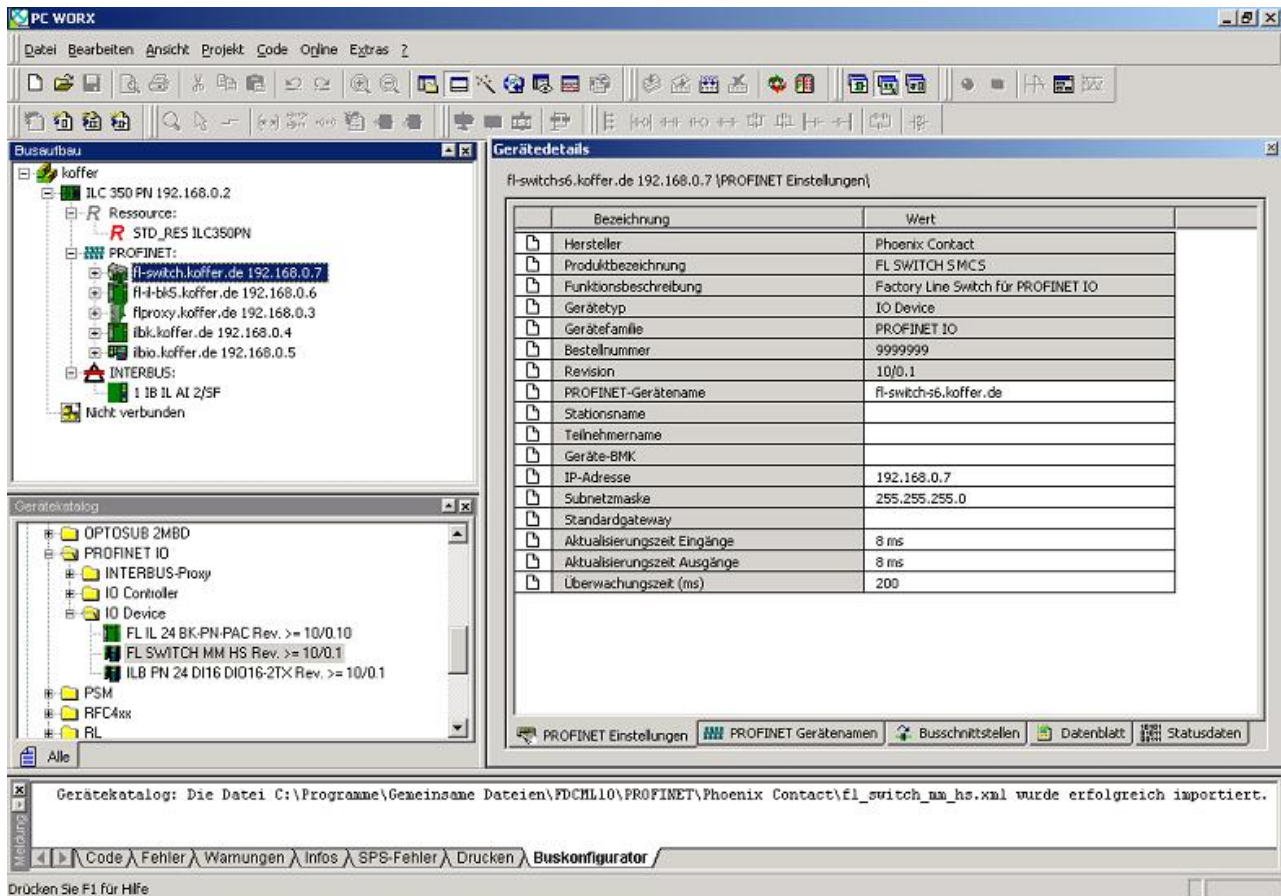 PC WORX
Datei Bearbeiten Ansicht Projekt Code Online Extras ?
Busaufbau
koffer
ILC 350 PN 192.168.0.2
Ressource:
STD_RES ILC350PN
PROFINET:
fl-switch.koffer.de 192.168.0.7
fl-il-bk5.koffer.de 192.168.0.6
flproxy.koffer.de 192.168.0.3
ibk.koffer.de 192.168.0.4
ibio.koffer.de 192.168.0.5
INTERBUS:
1 IB IL AI 2/SF
Nicht verbunden
Gerätekatalog
OPTOSUB 2MBD
PROFINET IO
INTERBUS-Proxy
IO Controller
IO Device
FL IL 24 BK-PN-PAC Rev. >= 10/0.10
FL SWITCH MM HS Rev. >= 10/0.1
ILB PN 24 DI16 DIO16-2TX Rev. >= 10/0.1
PSM
RFC4xx
RL
Alle
Gerätedetails
fl-switchs6.koffer.de 192.168.0.7 \PROFINET Einstellungen\
Bezeichnung Wert
Hersteller Phoenix Contact
Produktbezeichnung FL SWITCH SMCS
Funktionsbeschreibung Factory Line Switch für PROFINET IO
Gerätetyp IO Device
Gerätefamilie PROFINET IO
Bestellnummer 9999999
Revision 10/0.1
PROFINET-Gerätename fl-switch-s6.koffer.de
Stationsname
Teilnehmername
Geräte-BMK
IP-Adresse 192.168.0.7
Subnetzmaske 255.255.255.0
Standardgateway
Aktualisierungszeit Eingänge 8 ms
Aktualisierungszeit Ausgänge 8 ms
Überwachungszeit (ms) 200
PROFINET Einstellungen PROFINET Gerätenamen Busschnittstellen Datenblatt Statusdaten
Meldung
Gerätekatalog: Die Datei C:\Programme\Gemeinsame Dateien\FDCML10\PROFINET\Phoenix Contact\fl_switch_mm_hs.xml wurde erfolgreich importiert.
Code Fehler Warnungen Infos SPS-Fehler Drucken Buskonfigurator
Drücken Sie F1 für Hilfe